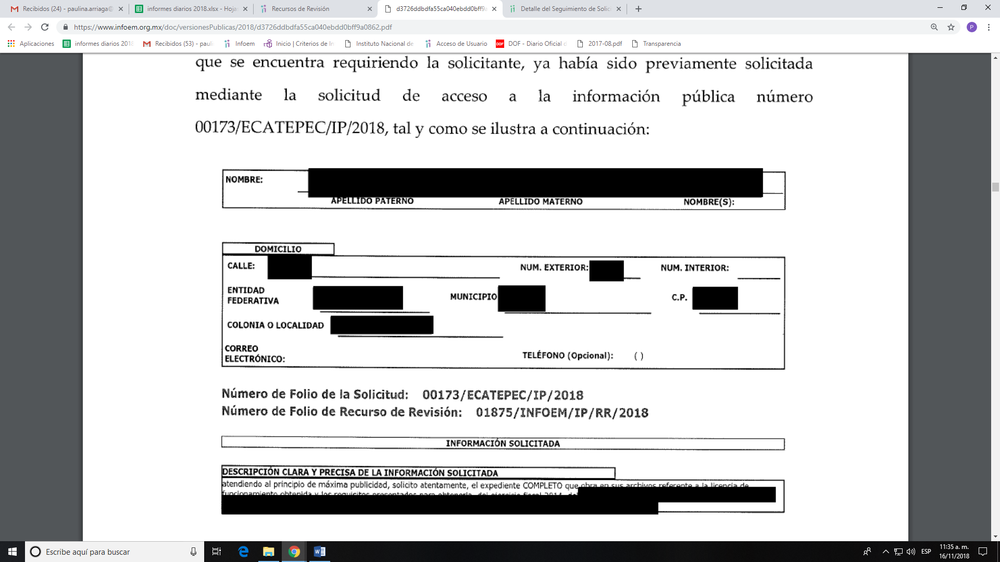 Recibidos (24) - paulina.arriaga@
informes diarios 2018.xlsx - Hoja
Recursos de Revisión
d3726ddbdfa55ca040ebdd0bff9a
Detalle del Seguimiento de Solici
https://www.infoem.org.mx/doc/versionesPublicas/2018/d3726ddbdfa55ca040ebdd0bff9a0862.pdf
P
Aplicaciones
informes diarios 2018
Recibidos (53) - pauli
Infoem
Inicio | Criterios de In
Instituto Nacional de
Acceso de Usuario
DOF
DOF - Diario Oficial d
2017-08.pdf
Transparencia
que se encuentra requiriendo la solicitante, ya había sido previamente solicitada
mediante la solicitud de acceso a la información pública número
00173/ECATEPEC/IP/2018, tal y como se ilustra a continuación:
NOMBRE:
APELLIDO PATERNO APELLIDO MATERNO NOMBRE(S):
DOMICILIO
CALLE: NUM. EXTERIOR: NUM. INTERIOR:
ENTIDAD
FEDERATIVA
MUNICIPIO C.P.
COLONIA O LOCALIDAD
CORREO
ELECTRÓNICO:
TELÉFONO (Opcional): ( )
Número de Folio de la Solicitud: 00173/ECATEPEC/IP/2018
Número de Folio de Recurso de Revisión: 01875/INFOEM/IP/RR/2018
INFORMACIÓN SOLICITADA
DESCRIPCIÓN CLARA Y PRECISA DE LA INFORMACIÓN SOLICITADA
atendiendo al principio de máxima publicidad, solicito atentamente, el expediente COMPLETO que obra en sus archivos referente a la licencia de
funcionamiento obtenida y los requisitos presentados para obtenerla, del ejercicio fiscal 2014,
Escribe aquí para buscar
ESP
11:35 a. m.
16/11/2018